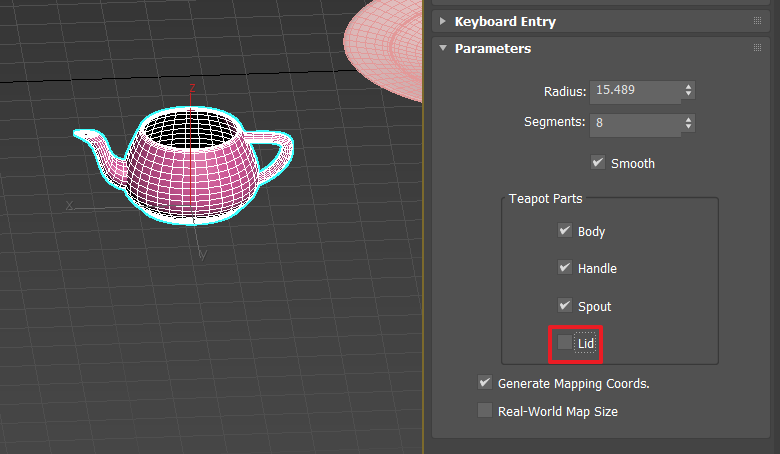 Keyboard Entry
Parameters
Radius: 15.489
Segments: 8
Smooth
Teapot Parts
Body
Handle
Spout
Lid
Generate Mapping Coords.
Real-World Map Size
z
x
y